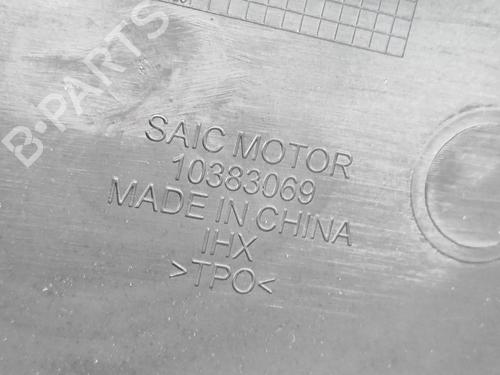 B-PARTS
SAIC MOTOR
10383069
MADE IN CHINA
IHX
>TPO<